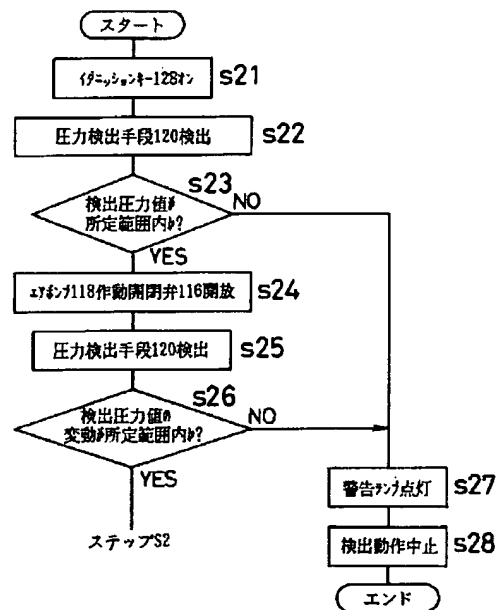 スタート
イグニッションキー128オン
s21
圧力検出手段120検出
s22
s23
検出圧力値が
所定範囲内か?
NO
YES
エアポンプ118作動開閉弁116開放
s24
圧力検出手段120検出
s25
s26
検出圧力値の
変動が所定範囲内か?
NO
YES
ステップS2
警告ランプ点灯
s27
検出動作中止
s28
エンド